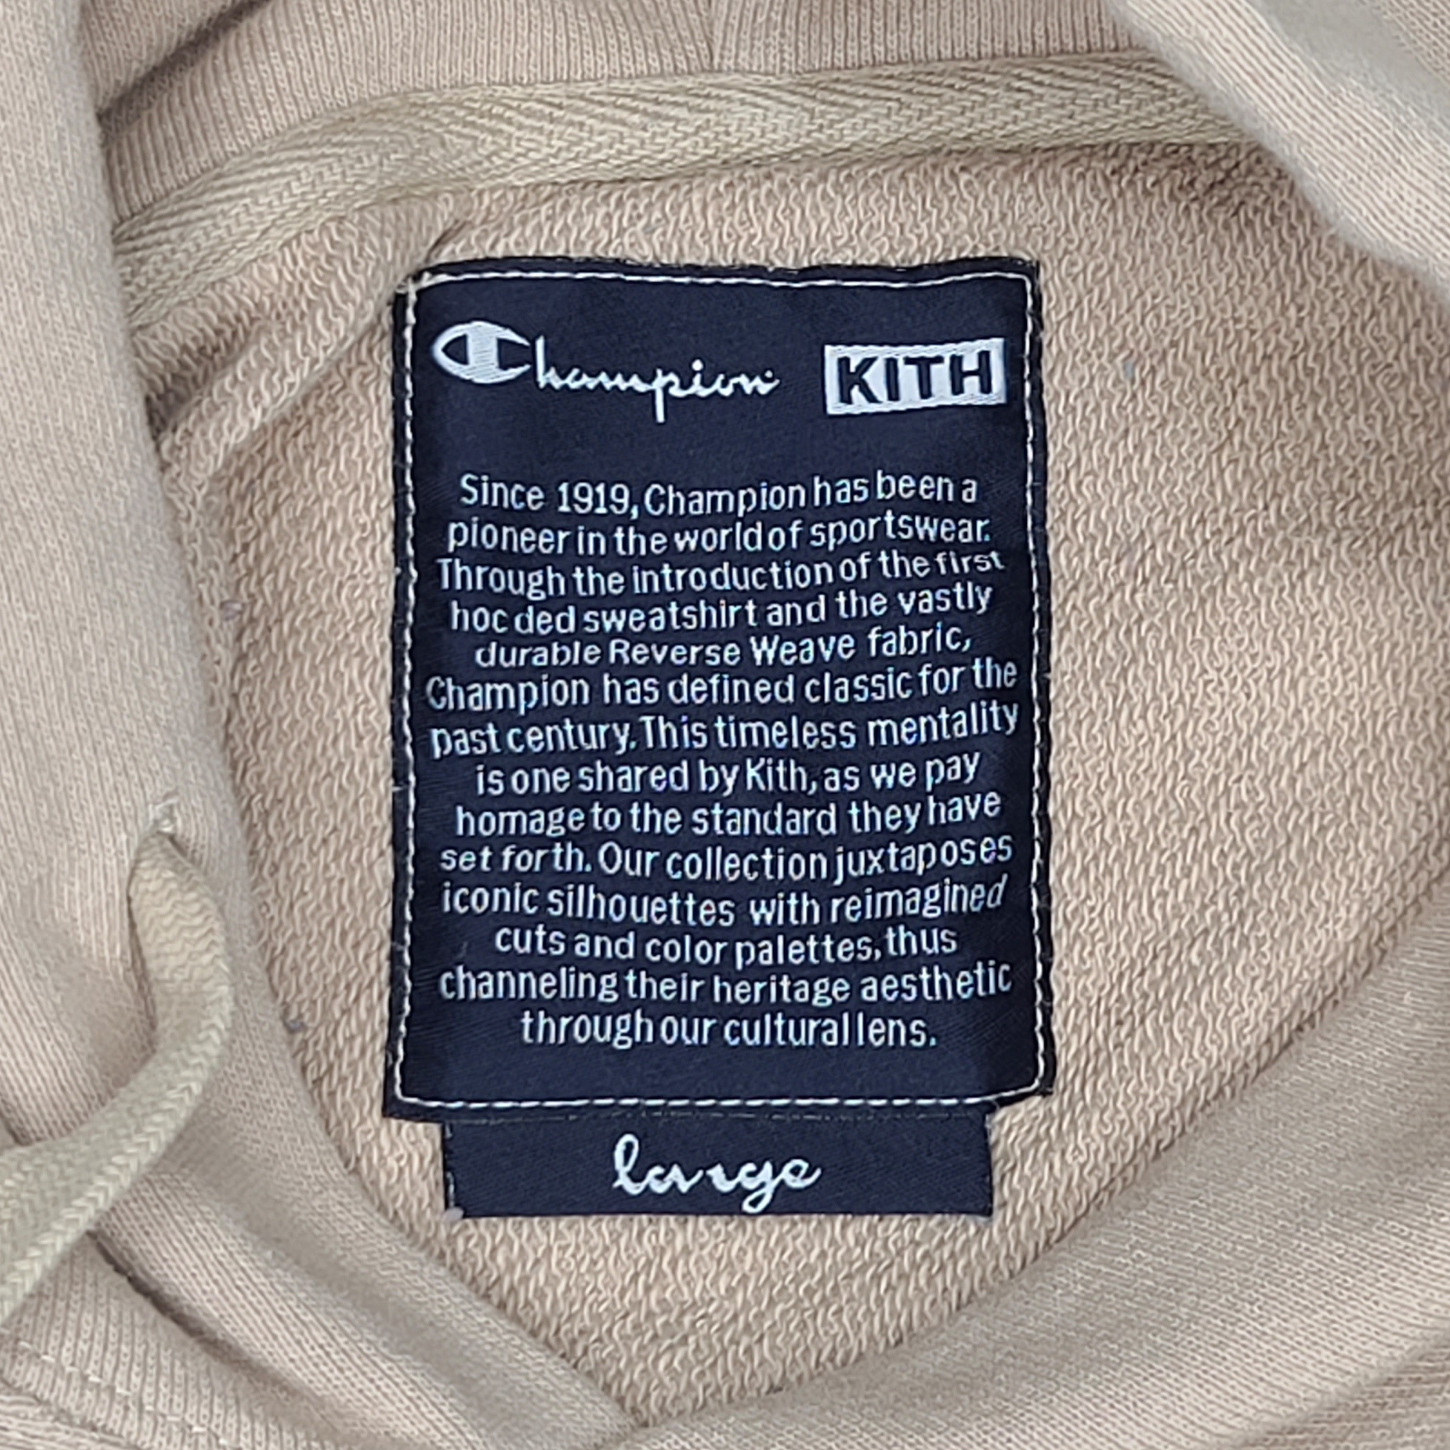 Champion KITH
Since 1919, Champion has been a
pioneer in the world of sportswear.
Through the introduction of the first
hooded sweatshirt and the vastly
durable Reverse Weave fabric,
Champion has defined classic for the
past century. This timeless mentality
is one shared by Kith, as we pay
homage to the standard they have
set forth. Our collection juxtaposes
iconic silhouettes with reimagined
cuts and color palettes, thus
channeling their heritage aesthetic
through our cultural lens.
large